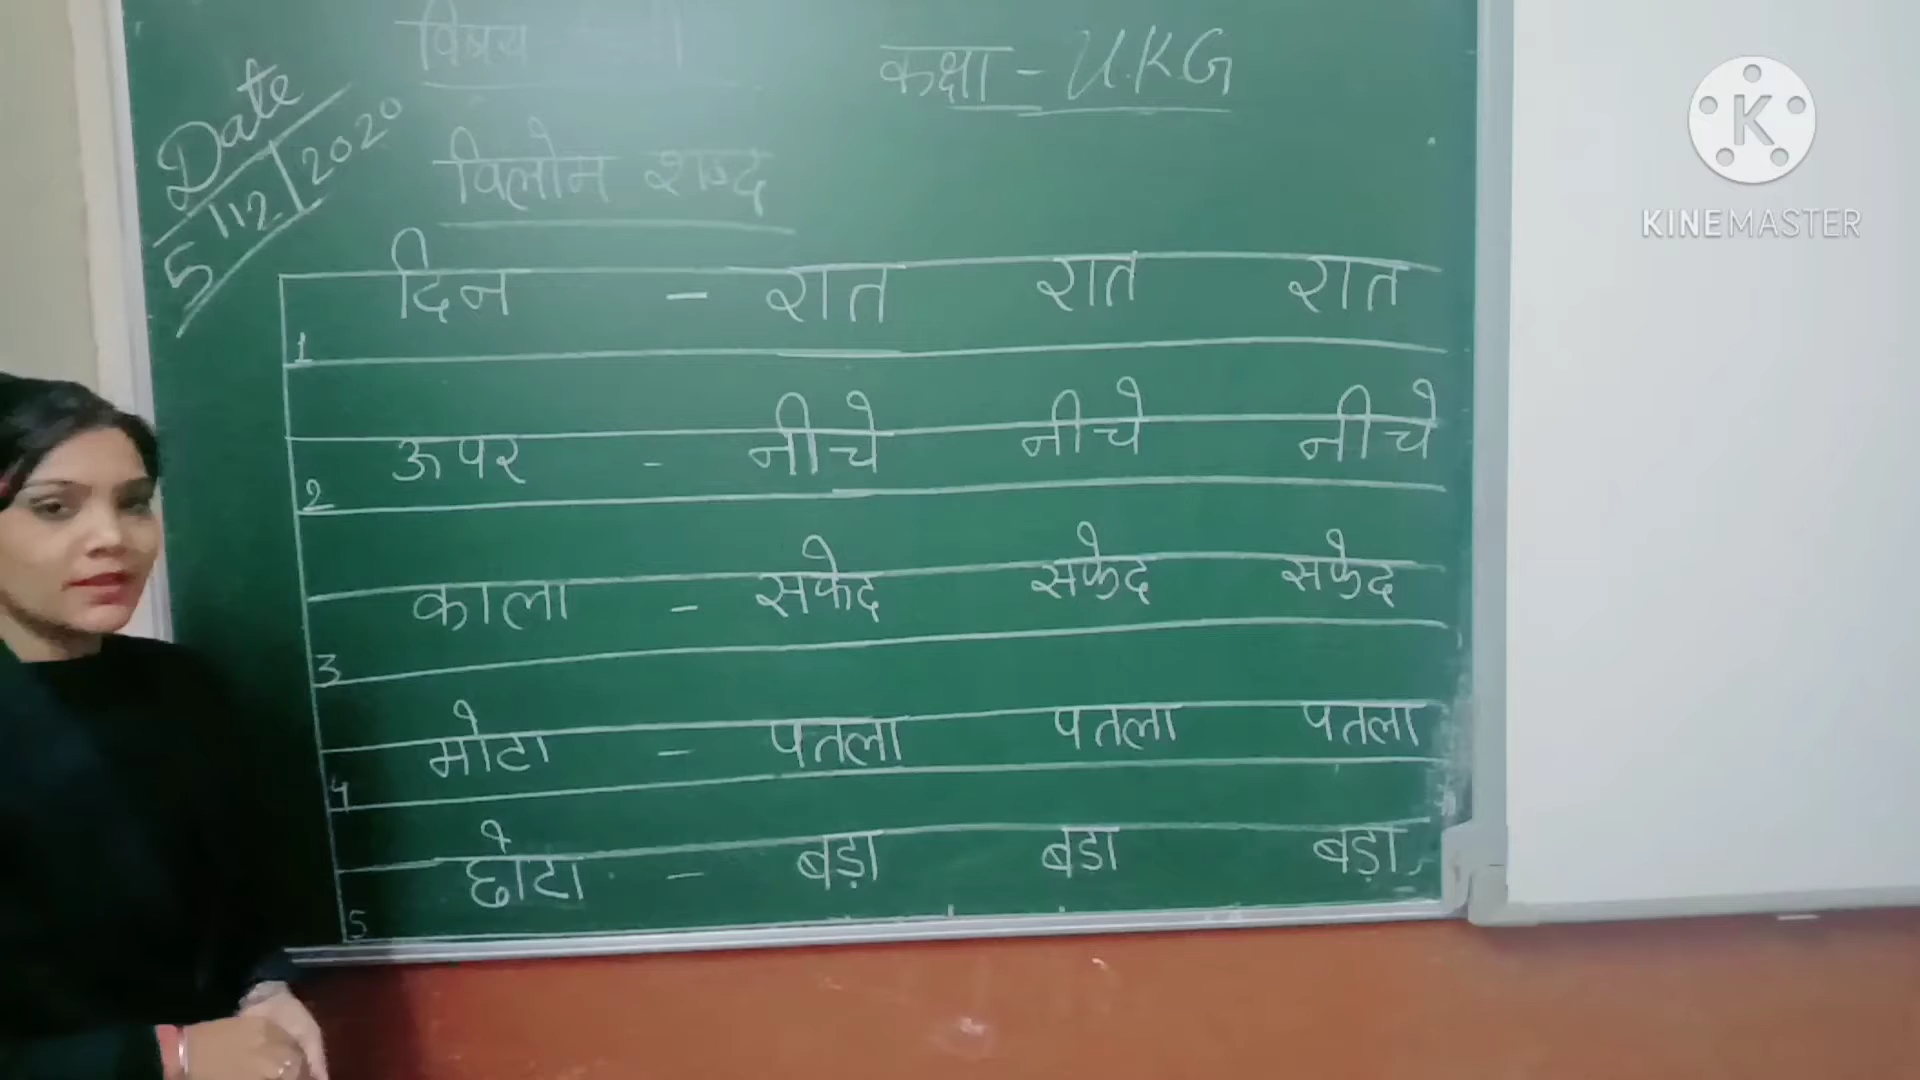 विषय
कक्षा - U.K.G
Date
5/12/2020
विलोम शब्द
1 दिन - रात रात रात
2 ऊपर - नीचे नीचे नीचे
3 काला - सफेद सफेद सफेद
4 मोटा - पतला पतला पतला
5 छोटा - बड़ा बडा बड़ा
K
KINEMASTER